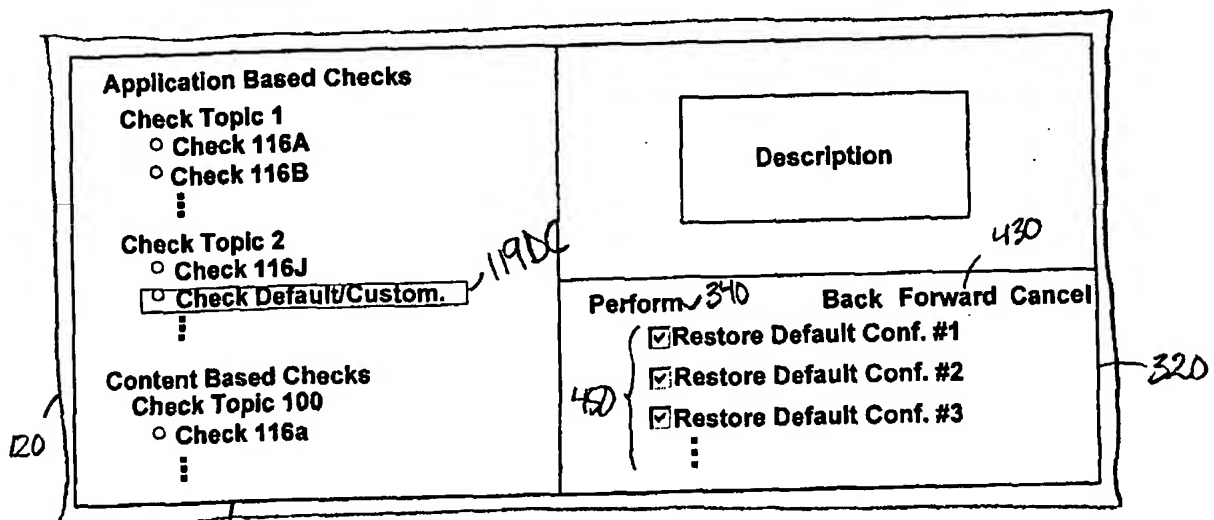 Application Based Checks
Check Topic 1
Check 116A
Check 116B
Check Topic 2
Check 116J
Check Default/Custom.
119DC
Content Based Checks
Check Topic 100
Check 116a
120
Description
430
Perform 340 Back Forward Cancel
Restore Default Conf. #1
Restore Default Conf. #2
Restore Default Conf. #3
450
320